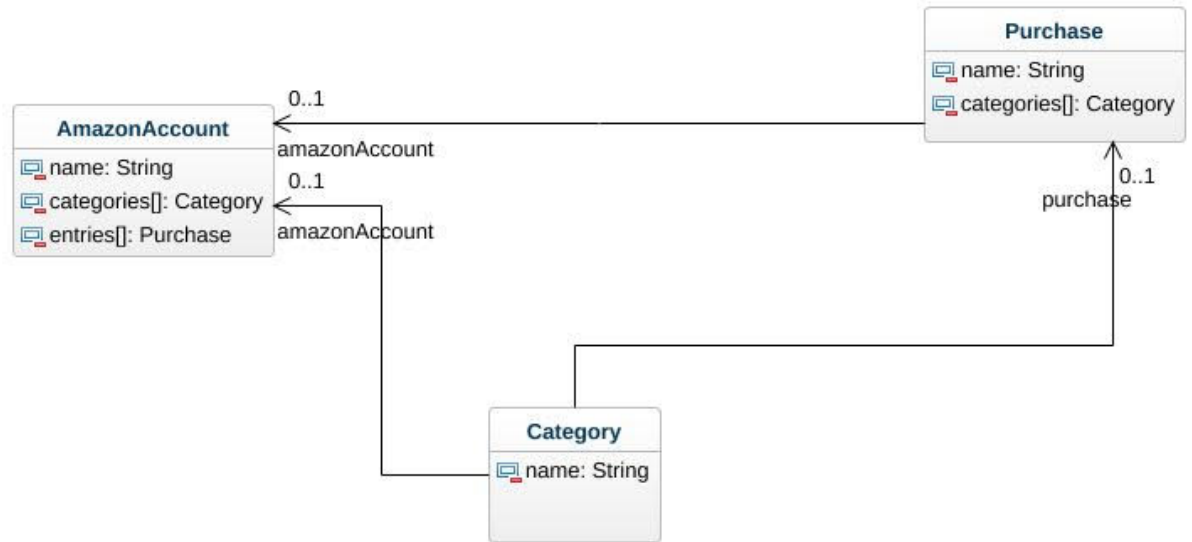 Purchase
name: String
categories[]: Category
0..1
AmazonAccount
amazonAccount
name: String
0..1
categories[]: Category
entries[]: Purchase
amazonAccount
0..1
purchase
Category
name: String